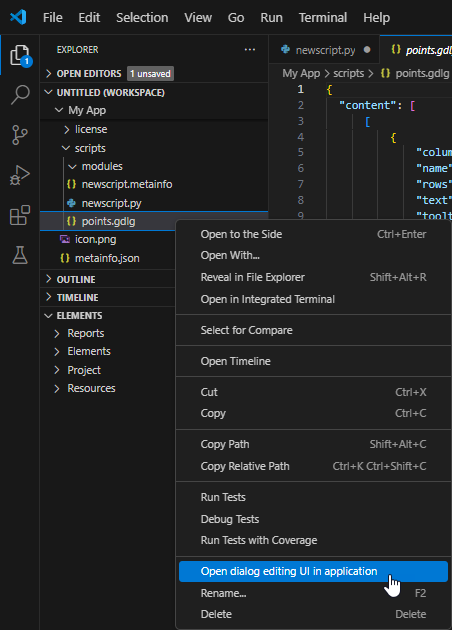 File Edit Selection View Go Run Terminal Help
EXPLORER
newscript.py
points.gdlg
OPEN EDITORS 1 unsaved
My App > scripts > points.gdlg
UNTITLED (WORKSPACE)
My App
license
scripts
modules
newscript.metainfo
newscript.py
points.gdlg
icon.png
metainfo.json
OUTLINE
TIMELINE
ELEMENTS
Reports
Elements
Project
Resources
1
1 {
2 "content": [
3 [
4 {
5 "colum
6 "name"
7 "rows"
8 "text"
9 "toolt
Open to the Side Ctrl+Enter
Open With...
Reveal in File Explorer Shift+Alt+R
Open in Integrated Terminal
Select for Compare
Open Timeline
Cut Ctrl+X
Copy Ctrl+C
Copy Path Shift+Alt+C
Copy Relative Path Ctrl+K Ctrl+Shift+C
Run Tests
Debug Tests
Run Tests with Coverage
Open dialog editing UI in application
Rename... F2
Delete Delete